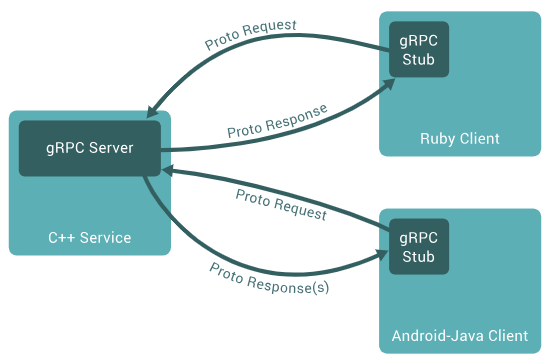 Proto Request
gRPC
Stub
Proto Response
Ruby Client
gRPC Server
C++ Service
Proto Request
gRPC
Stub
Proto Response(s)
Android-Java Client